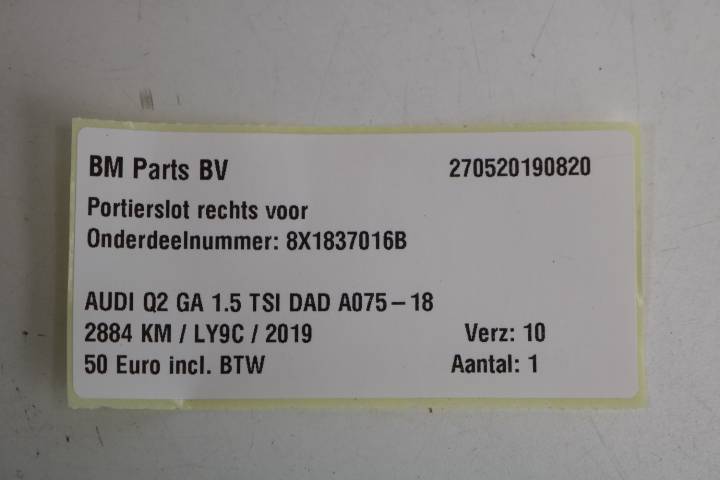 BM Parts BV 270520190820
Portierslot rechts voor
Onderdeelnummer: 8X1837016B
AUDI Q2 GA 1.5 TSI DAD A075-18
2884 KM / LY9C / 2019 Verz: 10
50 Euro incl. BTW Aantal: 1